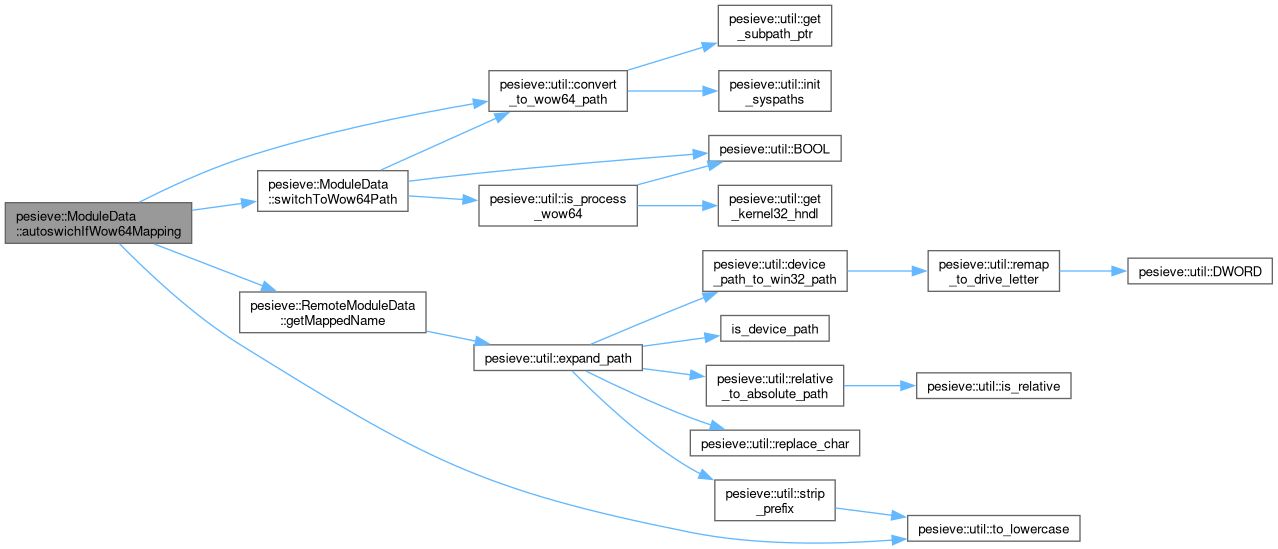 pesieve::util::get
_subpath_ptr
pesieve::util::convert
_to_wow64_path
pesieve::util::init
_syspaths
pesieve::util::BOOL
pesieve::ModuleData
::switchToWow64Path
pesieve::util::is_process
_wow64
pesieve::util::get
_kernel32_hndl
pesieve::ModuleData
::autoswichIfWow64Mapping
pesieve::util::device
_path_to_win32_path
pesieve::util::remap
_to_drive_letter
pesieve::util::DWORD
pesieve::RemoteModuleData
::getMappedName
is_device_path
pesieve::util::expand_path
pesieve::util::relative
_to_absolute_path
pesieve::util::is_relative
pesieve::util::replace_char
pesieve::util::strip
_prefix
pesieve::util::to_lowercase